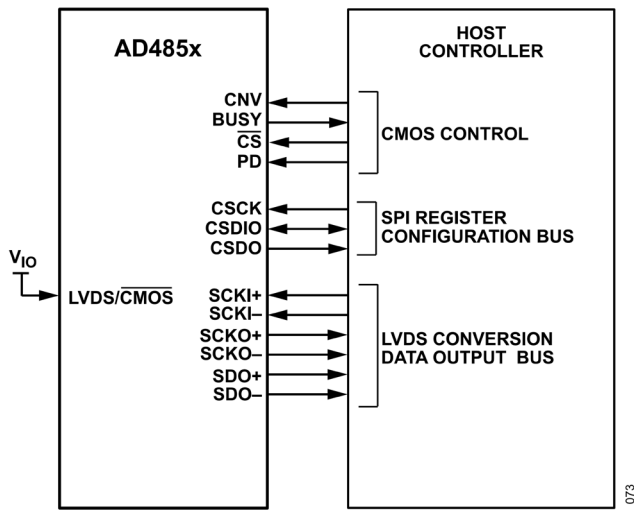 AD485x
HOST
CONTROLLER
CNV
BUSY
CS
PD
CMOS CONTROL
CSCK
CSDIO
CSDO
SPI REGISTER
CONFIGURATION BUS
VIO
LVDS/CMOS
SCKI+
SCKI–
SCKO+
SCKO–
SDO+
SDO–
LVDS CONVERSION
DATA OUTPUT BUS
073